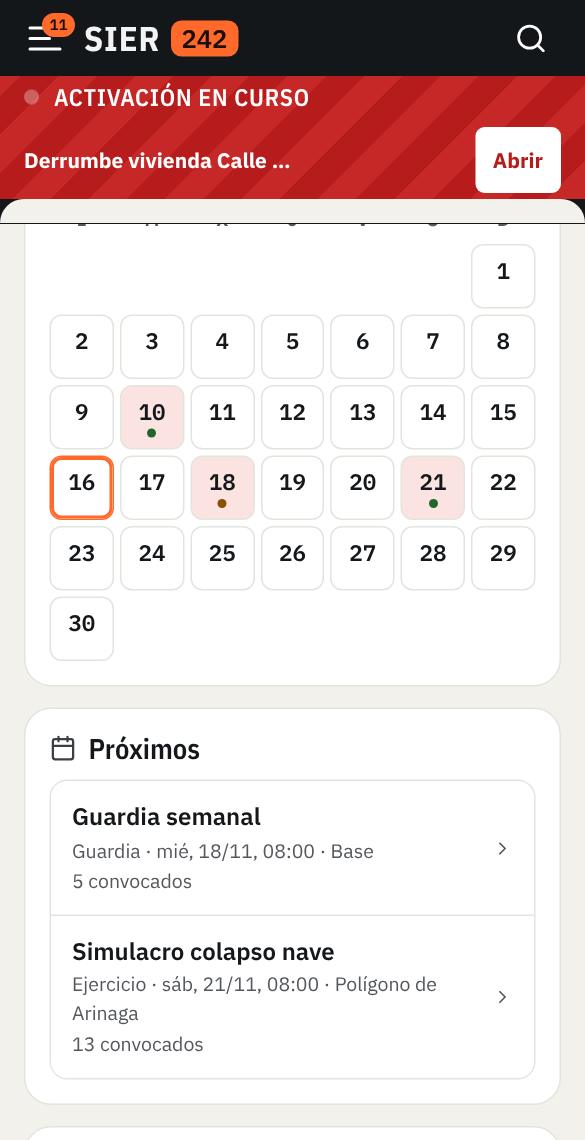 11
SIER 242
ACTIVACIÓN EN CURSO
Derrumbe vivienda Calle ...
Abrir
1
2 3 4 5 6 7 8
9 10 11 12 13 14 15
16 17 18 19 20 21 22
23 24 25 26 27 28 29
30
Próximos
Guardia semanal
Guardia · mié, 18/11, 08:00 · Base
5 convocados
Simulacro colapso nave
Ejercicio · sáb, 21/11, 08:00 · Polígono de
Arinaga
13 convocados